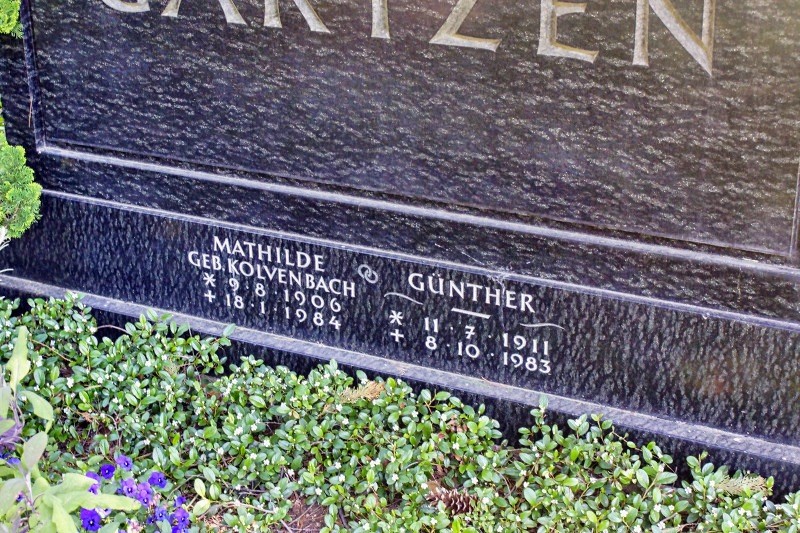 GARTZEN
MATHILDE
GEB. KOLVENBACH
* 9·8·1906
+ 18·1·1984
GÜNTHER
* 11·7·1911
+ 8·10·1983